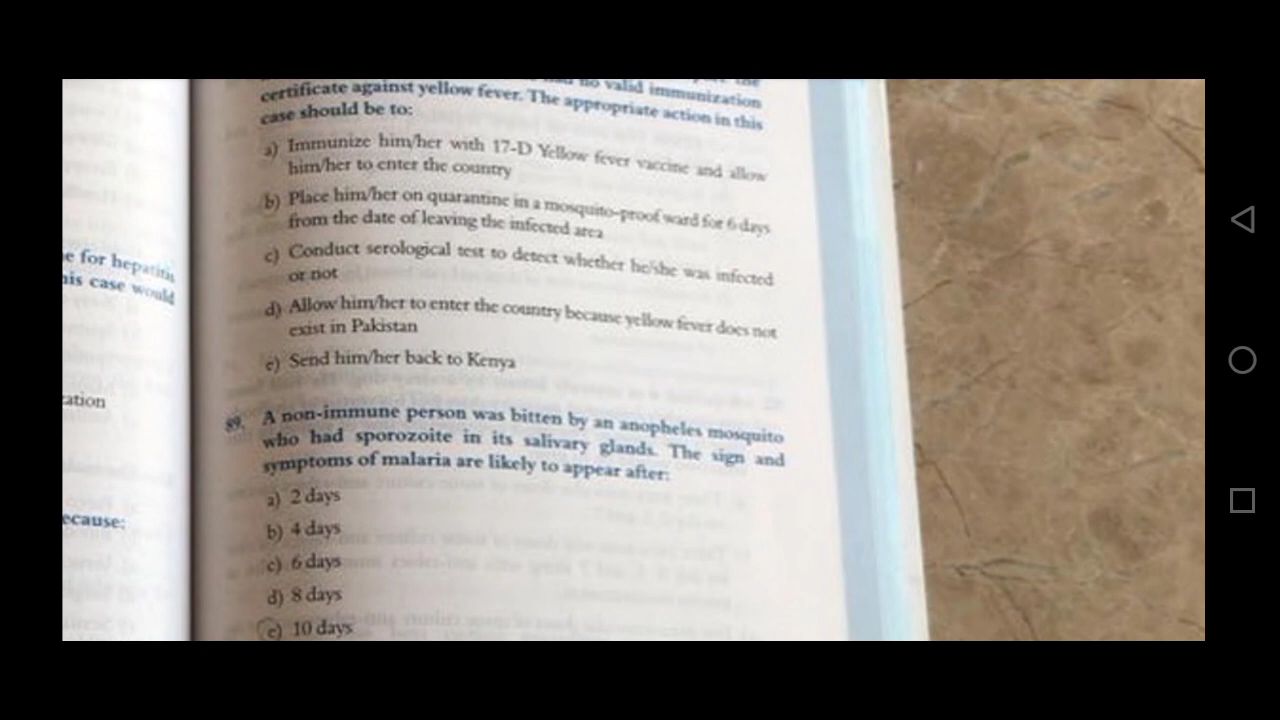 had no valid immunization
certificate against yellow fever. The appropriate action in this
case should be to:
a) Immunize him/her with 17-D Yellow fever vaccine and allow
him/her to enter the country
b) Place him/her on quarantine in a mosquito-proof ward for 6 days
from the date of leaving the infected area
c) Conduct serological test to detect whether he/she was infected
or not
d) Allow him/her to enter the country because yellow fever does not
exist in Pakistan
e) Send him/her back to Kenya
89. A non-immune person was bitten by an anopheles mosquito
who had sporozoite in its salivary glands. The sign and
symptoms of malaria are likely to appear after:
a) 2 days
b) 4 days
c) 6 days
d) 8 days
e) 10 days
e for hepatitis
his case would
cation
ecause: